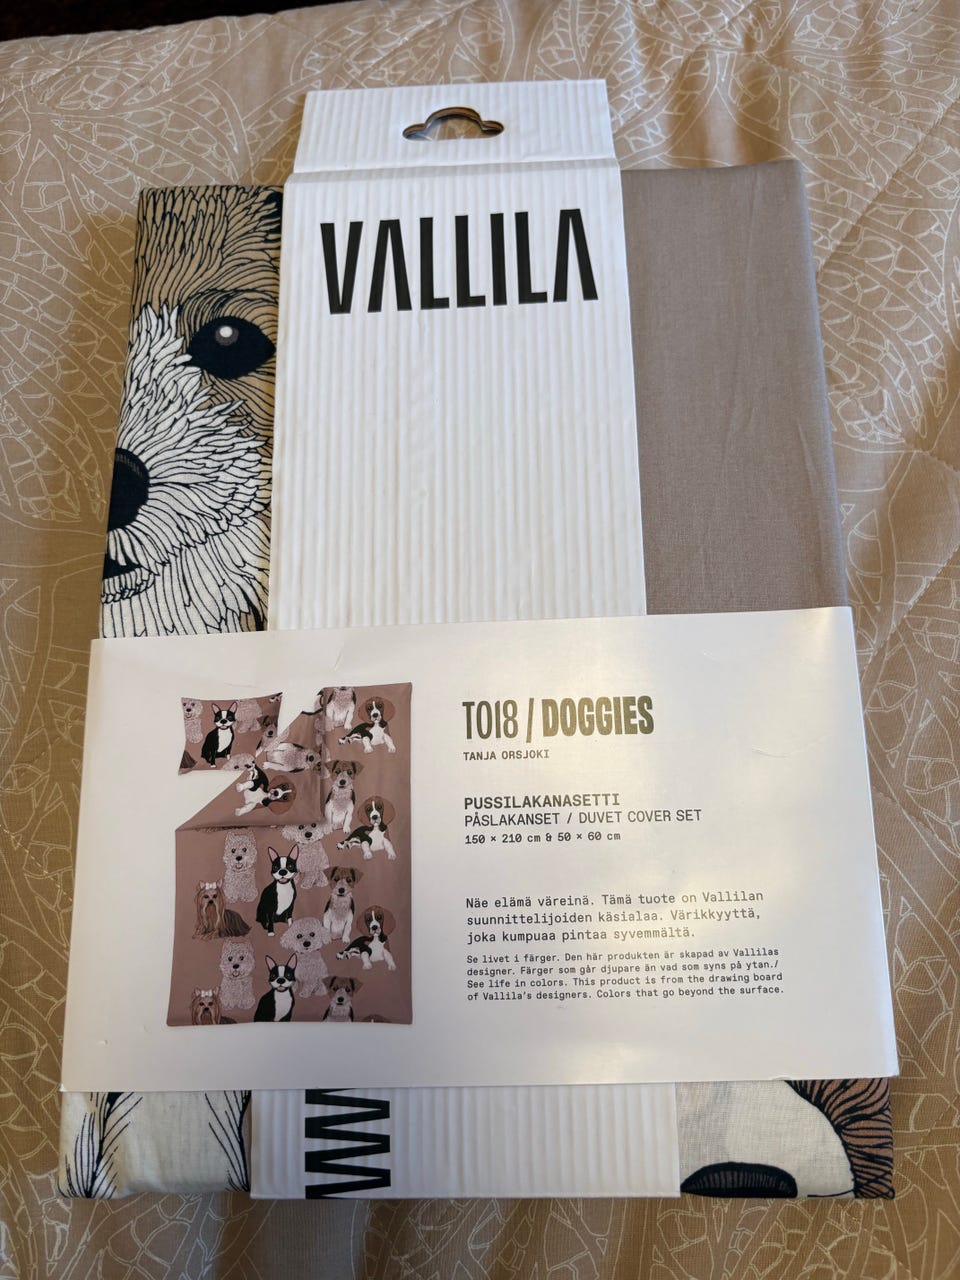 VALLILA
TO18 / DOGGIES
TANJA ORSJOKI
PUSSILAKANASETTI
PÅSLAKANSET / DUVET COVER SET
150 × 210 cm & 50 × 60 cm
Näe elämä väreinä. Tämä tuote on Vallilan
suunnittelijoiden käsialaa. Värikkyyttä,
joka kumpuaa pintaa syvemmältä.
Se livet i färger. Den här produkten är skapad av Vallilas
designer. Färger som går djupare än vad som syns på ytan./
See life in colors. This product is from the drawing board
of Vallila's designers. Colors that go beyond the surface.